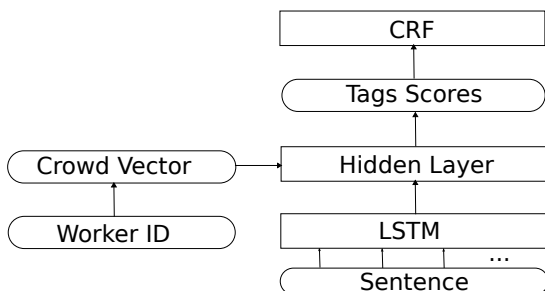 CRF
Tags Scores
Crowd Vector
Hidden Layer
Worker ID
LSTM
...
Sentence